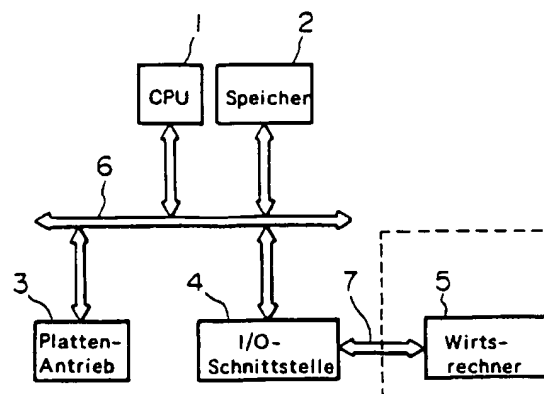 1
2
CPU
Speicher
6
3
4
7
5
Platten-
Antrieb
I/O-
Schnittstelle
Wirts-
rechner